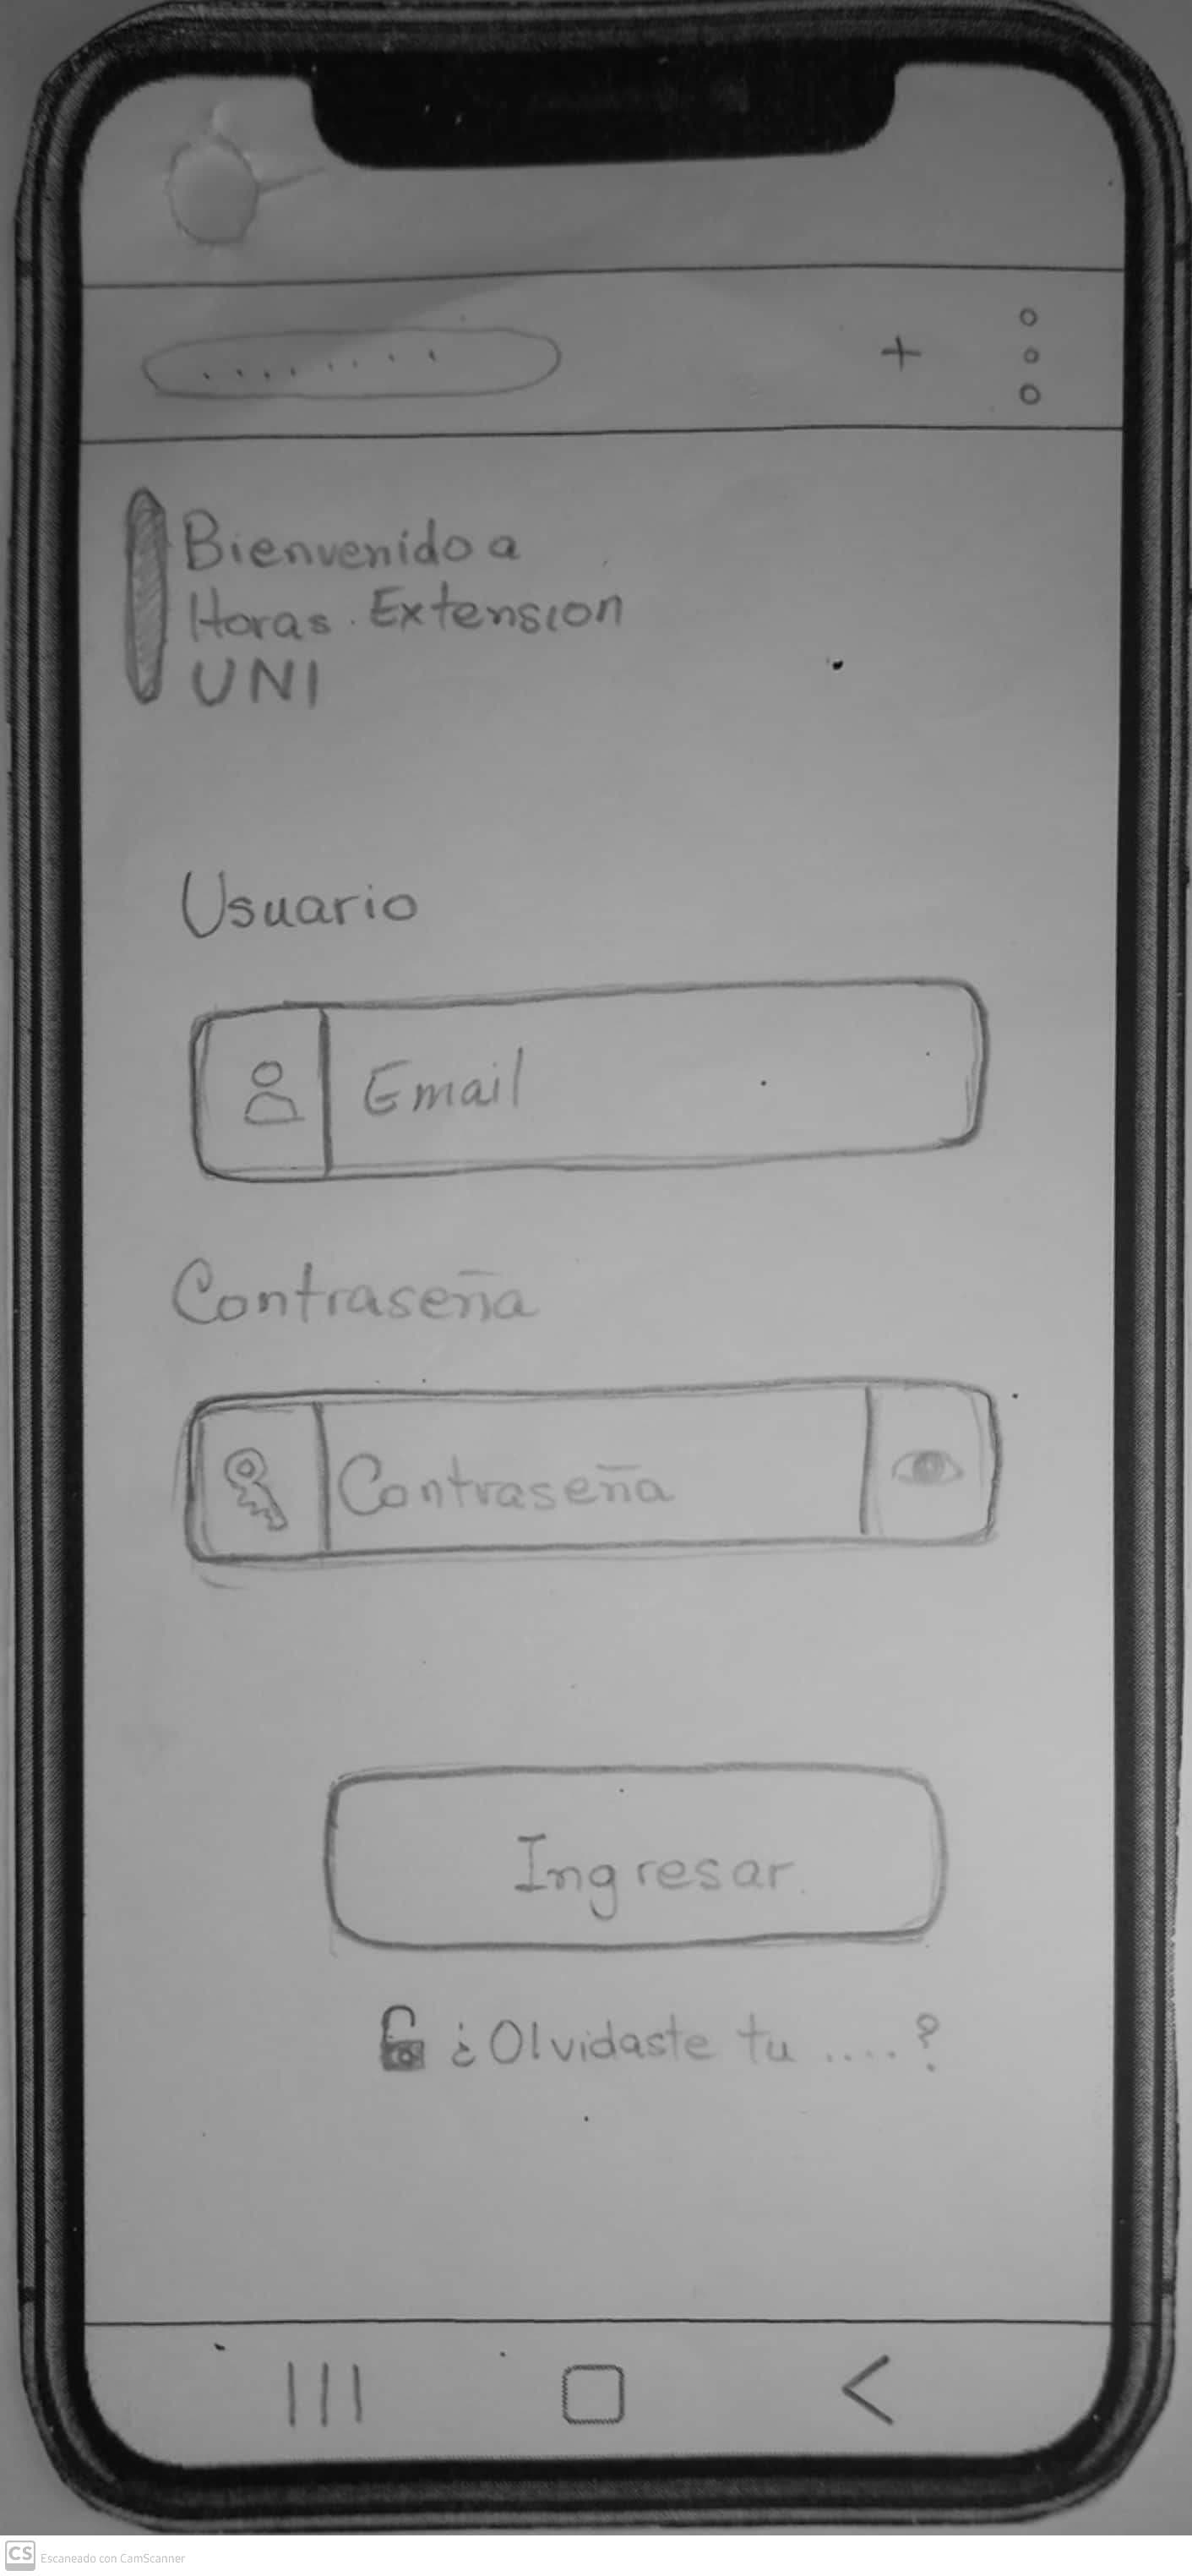 Bienvenido a
Horas Extension
UNI
Usuario
Email
Contraseña
Contraseña
Ingresar
¿Olvidaste tu ....?
CS Escaneado con CamScanner